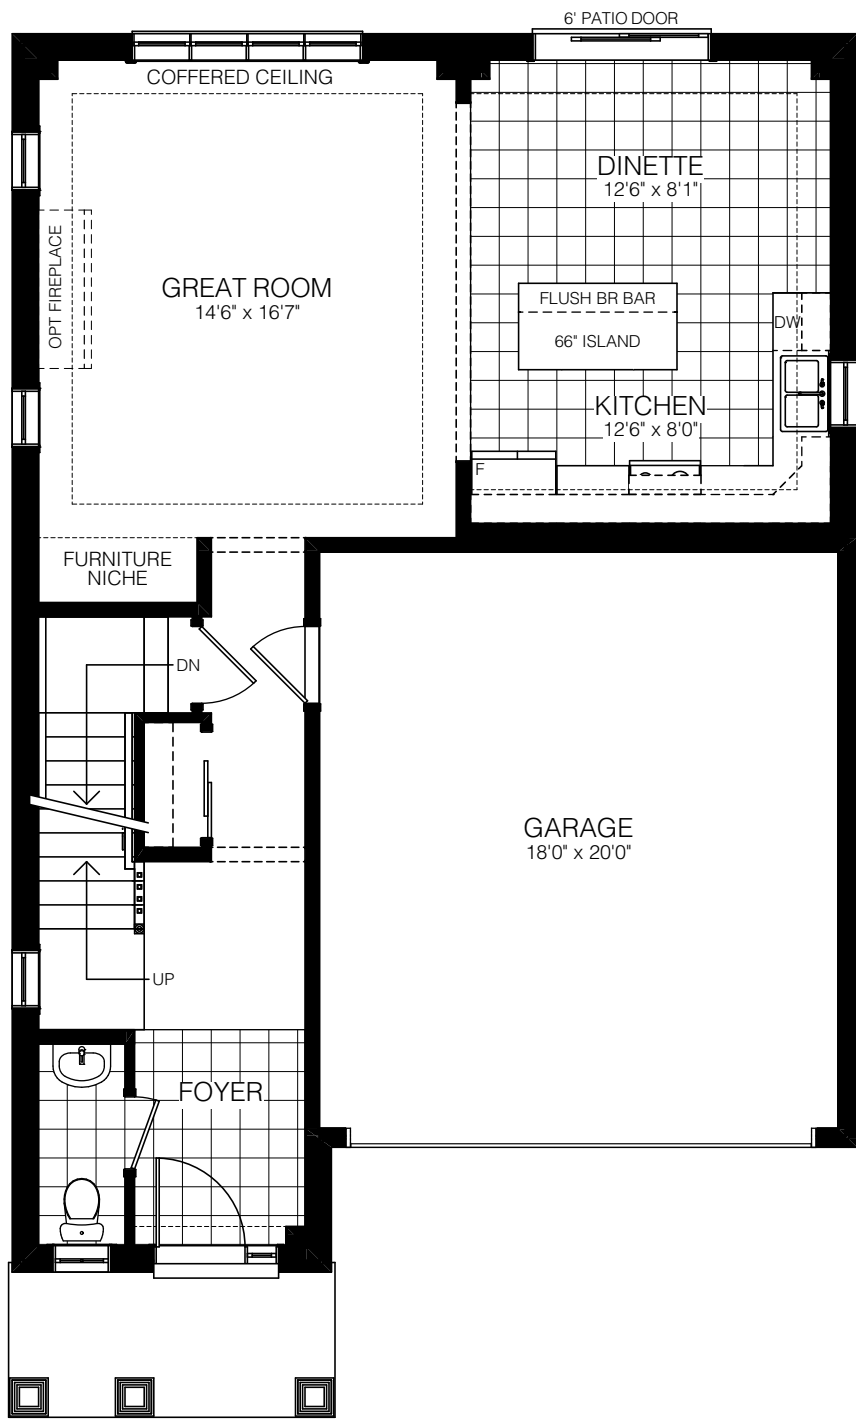 6' PATIO DOOR
COFFERED CEILING
DINETTE
12'6" x 8'1"
OPT FIREPLACE
GREAT ROOM
14'6" x 16'7"
FLUSH BR BAR
66" ISLAND
DW
KITCHEN
12'6" x 8'0"
F
FURNITURE
NICHE
DN
GARAGE
18'0" x 20'0"
UP
FOYER